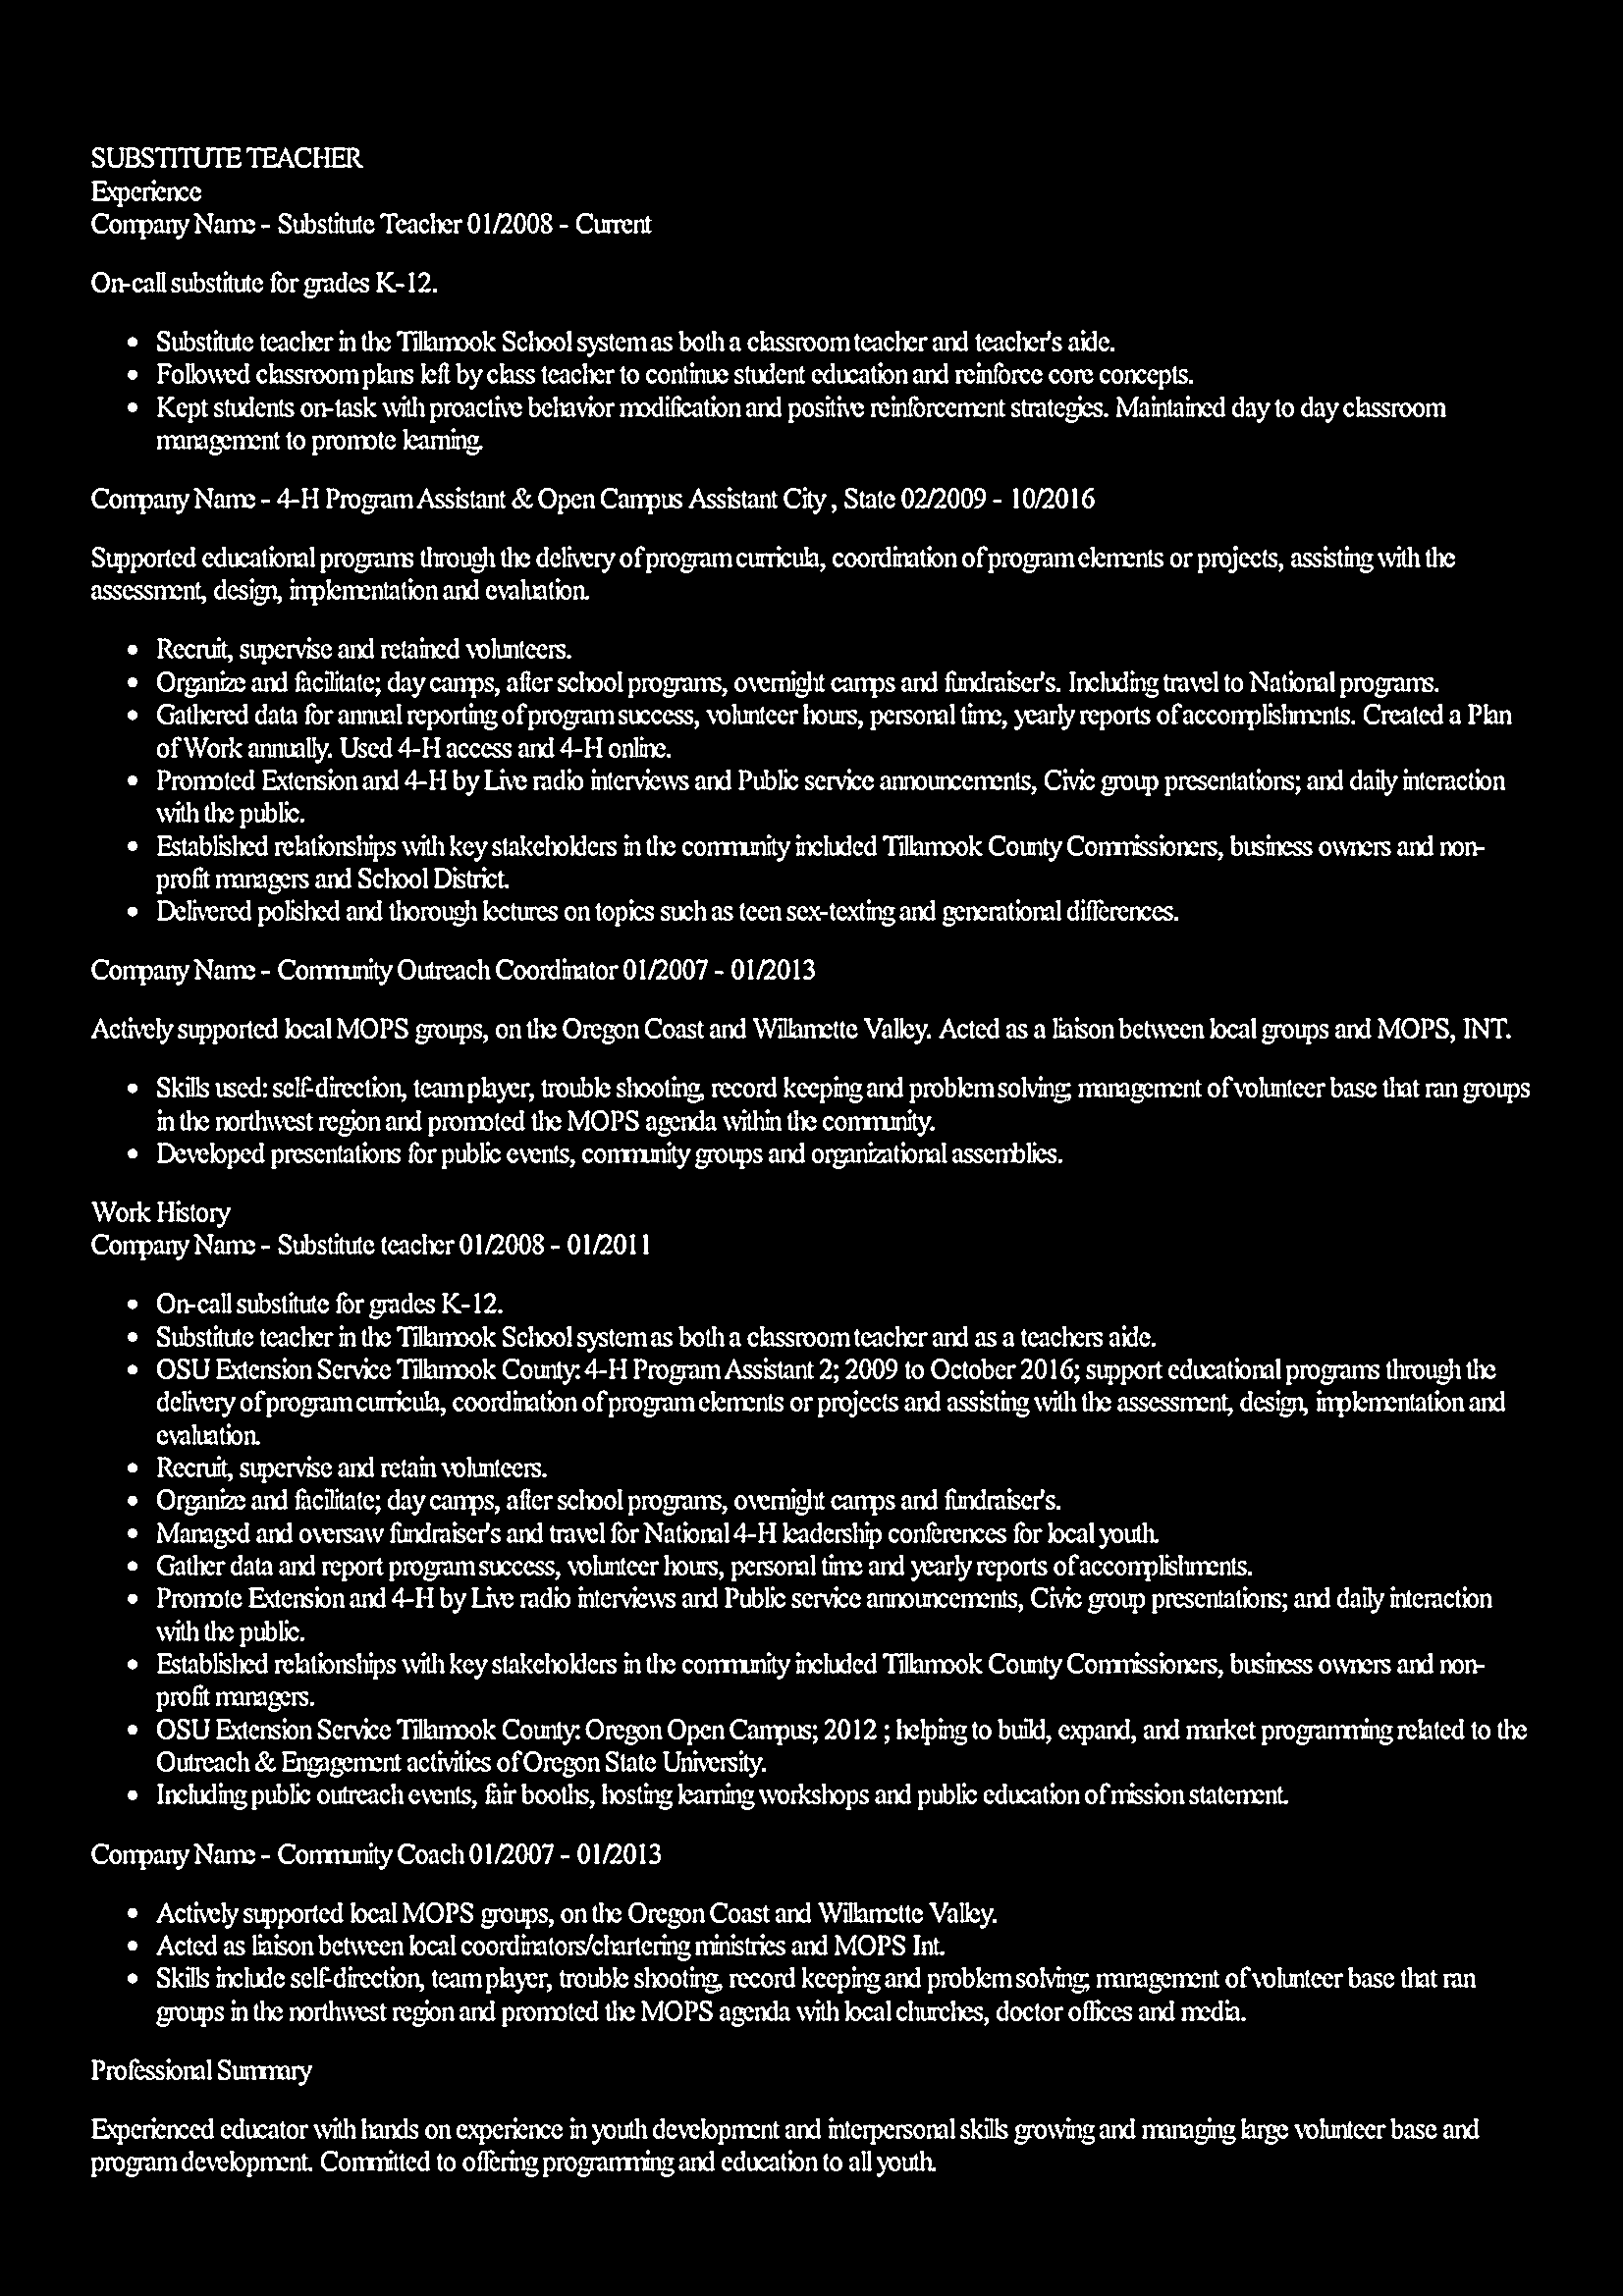 SUBSTITUTE TEACHER
Experience
Company Name - Substitute Teacher 01/2008 - Current
On-call substitute for grades K-12.
• Substitute teacher in the Tillamook School system as both a classroom teacher and teacher's aide.
• Followed classroom plans left by class teacher to continue student education and reinforce core concepts.
• Kept students on-task with proactive behavior modification and positive reinforcement strategies. Maintained day to day classroom
management to promote learning.
Company Name - 4-H Program Assistant & Open Campus Assistant City , State 02/2009 - 10/2016
Supported educational programs through the delivery of program curricula, coordination of program elements or projects, assisting with the
assessment, design, implementation and evaluation.
• Recruit, supervise and retained volunteers.
• Organize and facilitate; day camps, after school programs, overnight camps and fundraiser's. Including travel to National programs.
• Gathered data for annual reporting of program success, volunteer hours, personal time, yearly reports of accomplishments. Created a Plan
of Work annually. Used 4-H access and 4-H online.
• Promoted Extension and 4-H by Live radio interviews and Public service announcements, Civic group presentations; and daily interaction
with the public.
• Established relationships with key stakeholders in the community included Tillamook County Commissioners, business owners and non-
profit managers and School District.
• Delivered polished and thorough lectures on topics such as teen sex-texting and generational differences.
Company Name - Community Outreach Coordinator 01/2007 - 01/2013
Actively supported local MOPS groups, on the Oregon Coast and Willamette Valley. Acted as a liaison between local groups and MOPS, INT.
• Skills used: self-direction, team player, trouble shooting, record keeping and problem solving; management of volunteer base that ran groups
in the northwest region and promoted the MOPS agenda within the community.
• Developed presentations for public events, community groups and organizational assemblies.
Work History
Company Name - Substitute teacher 01/2008 - 01/2011
• On-call substitute for grades K-12.
• Substitute teacher in the Tillamook School system as both a classroom teacher and as a teachers aide.
• OSU Extension Service Tillamook County: 4-H Program Assistant 2; 2009 to October 2016; support educational programs through the
delivery of program curricula, coordination of program elements or projects and assisting with the assessment, design, implementation and
evaluation.
• Recruit, supervise and retain volunteers.
• Organize and facilitate; day camps, after school programs, overnight camps and fundraiser's.
• Managed and oversaw fundraiser's and travel for National 4-H leadership conferences for local youth.
• Gather data and report program success, volunteer hours, personal time and yearly reports of accomplishments.
• Promote Extension and 4-H by Live radio interviews and Public service announcements, Civic group presentations; and daily interaction
with the public.
• Established relationships with key stakeholders in the community included Tillamook County Commissioners, business owners and non-
profit managers.
• OSU Extension Service Tillamook County: Oregon Open Campus; 2012 ; helping to build, expand, and market programming related to the
Outreach & Engagement activities of Oregon State University.
• Including public outreach events, fair booths, hosting learning workshops and public education of mission statement.
Company Name - Community Coach 01/2007 - 01/2013
• Actively supported local MOPS groups, on the Oregon Coast and Willamette Valley.
• Acted as liaison between local coordinators/chartering ministries and MOPS Int.
• Skills include self-direction, team player, trouble shooting, record keeping and problem solving; management of volunteer base that ran
groups in the northwest region and promoted the MOPS agenda with local churches, doctor offices and media.
Professional Summary
Experienced educator with hands on experience in youth development and interpersonal skills growing and managing large volunteer base and
program development. Committed to offering programming and education to all youth.